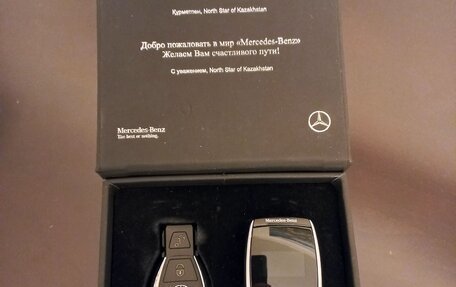 Құрметпен, North Star of Kazakhstan
Добро пожаловать в мир «Mercedes-Benz»
Желаем Вам счастливого пути!
С уважением, North Star of Kazakhstan
Mercedes-Benz
The best or nothing.
Mercedes-Benz